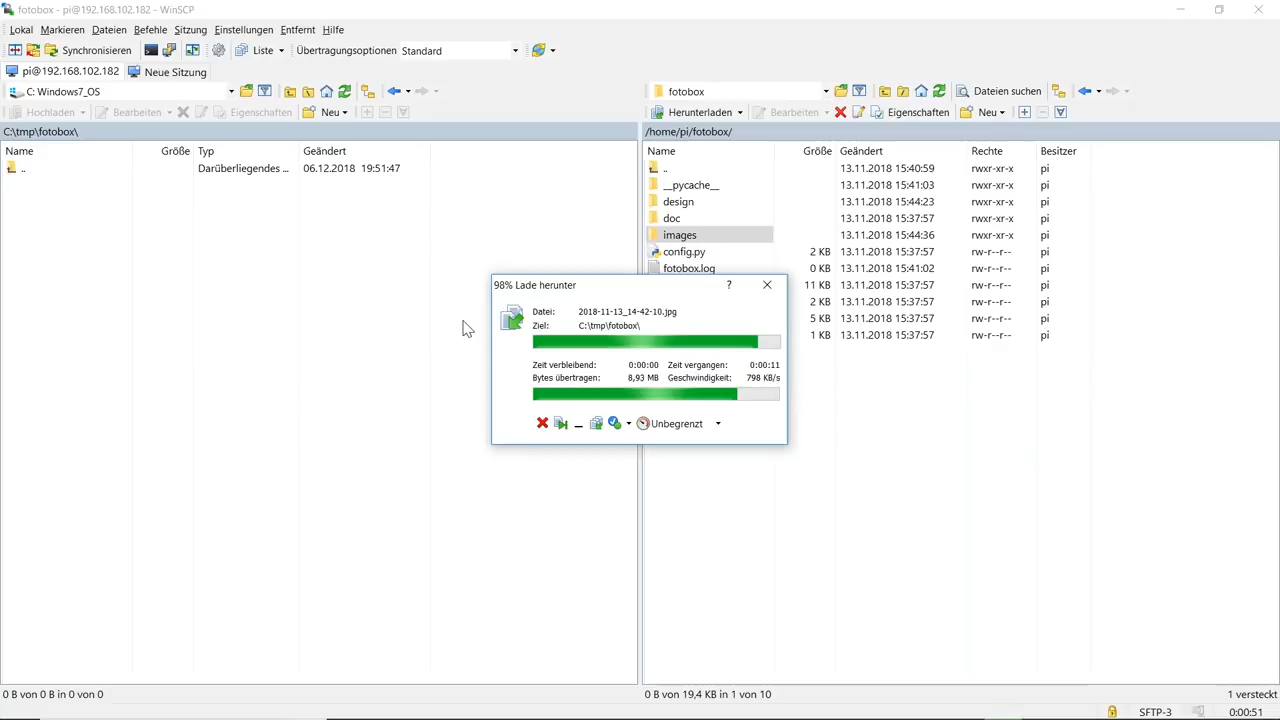 fotobox - pi@192.168.102.182 - WinSCP
Lokal Markieren Dateien Befehle Sitzung Einstellungen Entfernt Hilfe
Synchronisieren Liste Übertragungsoptionen Standard
pi@192.168.102.182 Neue Sitzung
C: Windows7_OS fotobox Dateien suchen
Hochladen Bearbeiten Eigenschaften Neu Herunterladen Bearbeiten Eigenschaften Neu
C:\tmp\fotobox\ /home/pi/fotobox/
Name Größe Typ Geändert Name Größe Geändert Rechte Besitzer
.. Darüberliegendes ... 06.12.2018 19:51:47 .. 13.11.2018 15:40:59 rwxr-xr-x pi
__pycache__ 13.11.2018 15:41:03 rwxr-xr-x pi
design 13.11.2018 15:44:23 rwxr-xr-x pi
doc 13.11.2018 15:37:57 rwxr-xr-x pi
images 13.11.2018 15:44:36 rwxr-xr-x pi
config.py 2 KB 13.11.2018 15:37:57 rw-r--r-- pi
fotobox.log 0 KB 13.11.2018 15:41:02 rw-r--r-- pi
11 KB 13.11.2018 15:37:57 rw-r--r-- pi
2 KB 13.11.2018 15:37:57 rw-r--r-- pi
5 KB 13.11.2018 15:37:57 rw-r--r-- pi
1 KB 13.11.2018 15:37:57 rw-r--r-- pi
98% Lade herunter ?
Datei: 2018-11-13_14-42-10.jpg
Ziel: C:\tmp\fotobox\
Zeit verbleibend: 0:00:00 Zeit vergangen: 0:00:11
Bytes übertragen: 8,93 MB Geschwindigkeit: 798 KB/s
Unbegrenzt
0 B von 0 B in 0 von 0 0 B von 19,4 KB in 1 von 10 1 versteckt
SFTP-3 0:00:51